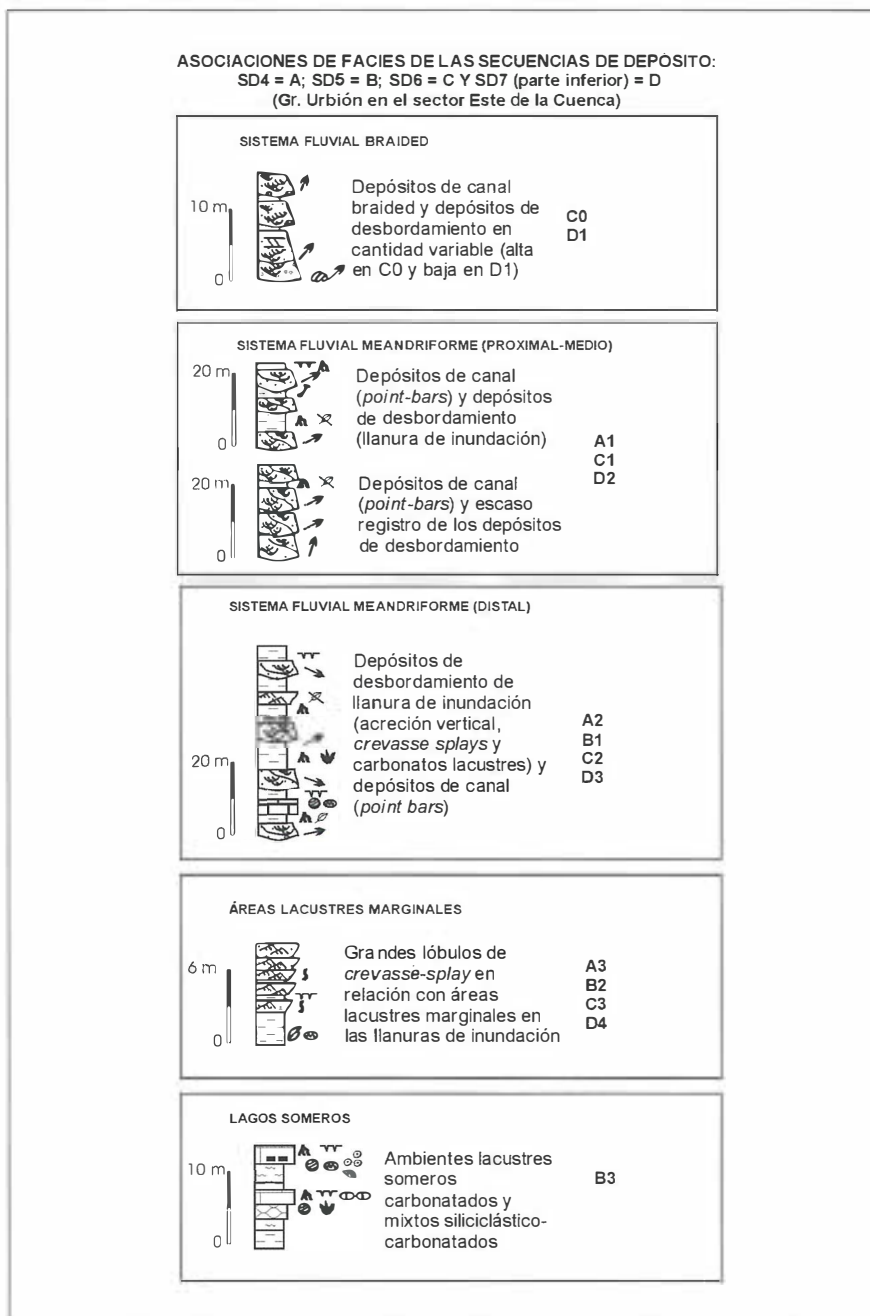 ASOCIACIONES DE FACIES DE LAS SECUENCIAS DE DEPÓSITO:
SD4 = A; SD5 = B; SD6 = C Y SD7 (parte inferior) = D
(Gr. Urbión en el sector Este de la Cuenca)
SISTEMA FLUVIAL BRAIDED
10 m
0
Depósitos de canal
braided y depósitos de
desbordamiento en
cantidad variable (alta
en C0 y baja en D1)
C0
D1
SISTEMA FLUVIAL MEANDRIFORME (PROXIMAL-MEDIO)
20 m
0
Depósitos de canal
(point-bars) y depósitos
de desbordamiento
(llanura de inundación)
20 m
0
Depósitos de canal
(point-bars) y escaso
registro de los depósitos
de desbordamiento
A1
C1
D2
SISTEMA FLUVIAL MEANDRIFORME (DISTAL)
20 m
0
Depósitos de
desbordamiento de
llanura de inundación
(acreción vertical,
crevasse splays y
carbonatos lacustres) y
depósitos de canal
(point bars)
A2
B1
C2
D3
ÁREAS LACUSTRES MARGINALES
6 m
0
Grandes lóbulos de
crevasse-splay en
relación con áreas
lacustres marginales en
las llanuras de inundación
A3
B2
C3
D4
LAGOS SOMEROS
10 m
0
Ambientes lacustres
someros
carbonatados y
mixtos siliciclástico-
carbonatados
B3